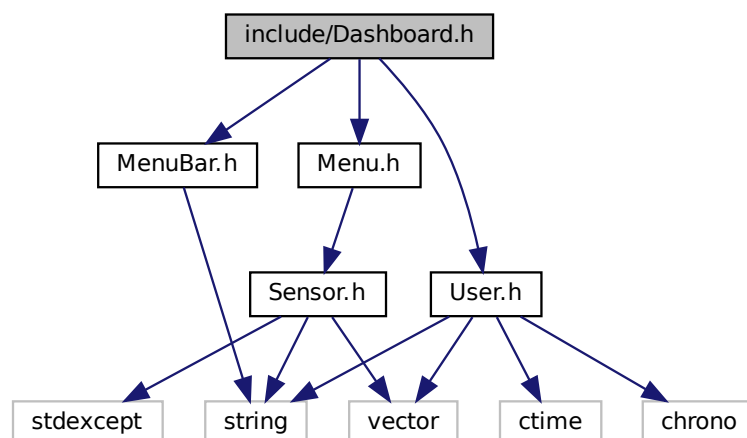 include/Dashboard.h
MenuBar.h
Menu.h
Sensor.h
User.h
stdexcept
string
vector
ctime
chrono